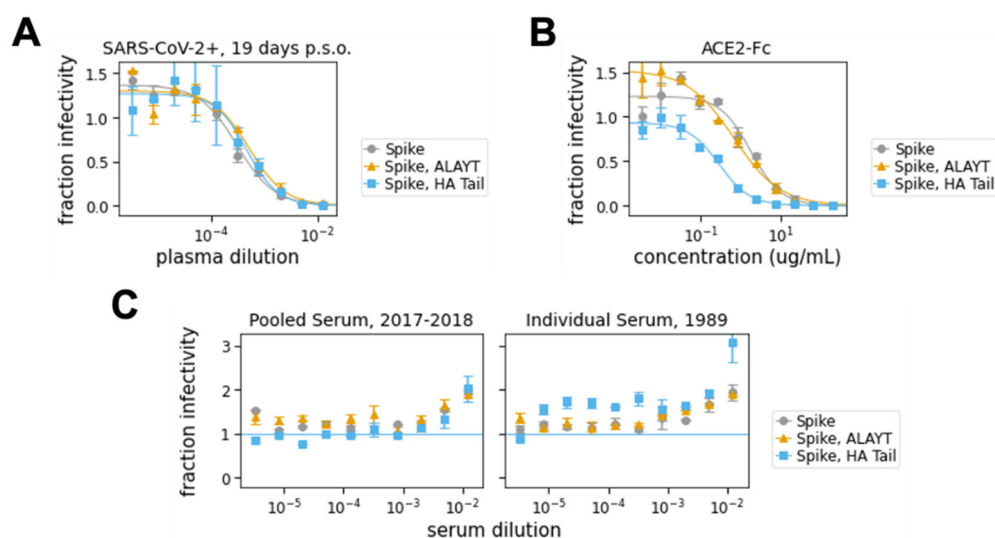 A
SARS-CoV-2+, 19 days p.s.o.
fraction infectivity
1.5
1.0
0.5
0.0
10⁻⁴
10⁻²
plasma dilution
Spike
Spike, ALAYT
Spike, HA Tail
B
ACE2-Fc
fraction infectivity
1.5
1.0
0.5
0.0
10⁻¹
10¹
concentration (ug/mL)
Spike
Spike, ALAYT
Spike, HA Tail
C
Pooled Serum, 2017-2018
Individual Serum, 1989
fraction infectivity
3
2
1
0
10⁻⁵
10⁻⁴
10⁻³
10⁻²
10⁻⁵
10⁻⁴
10⁻³
10⁻²
serum dilution
Spike
Spike, ALAYT
Spike, HA Tail